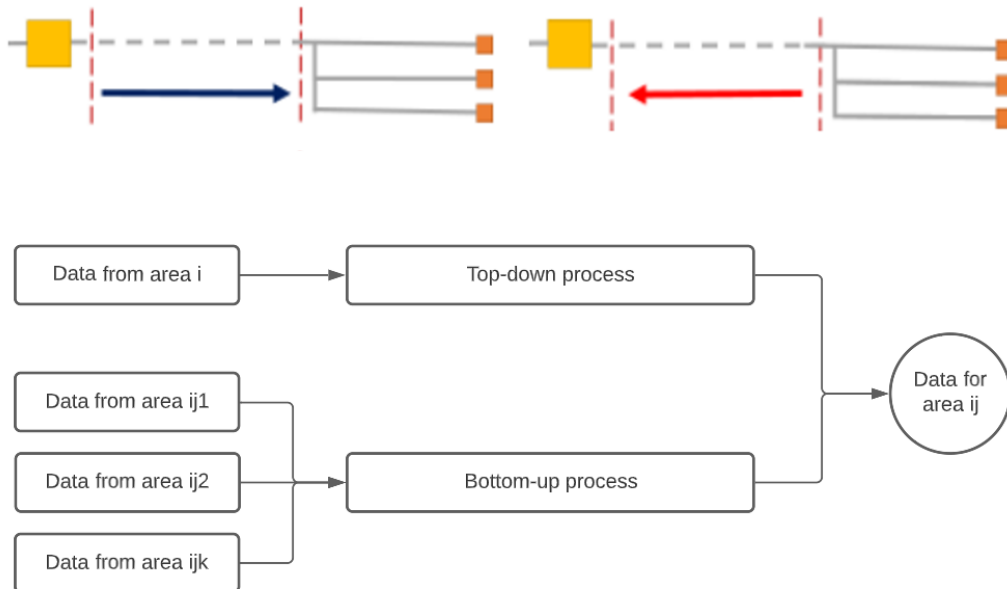 Data from area i
Top-down process
Data for
area ij
Data from area ij1
Data from area ij2
Bottom-up process
Data from area ijk